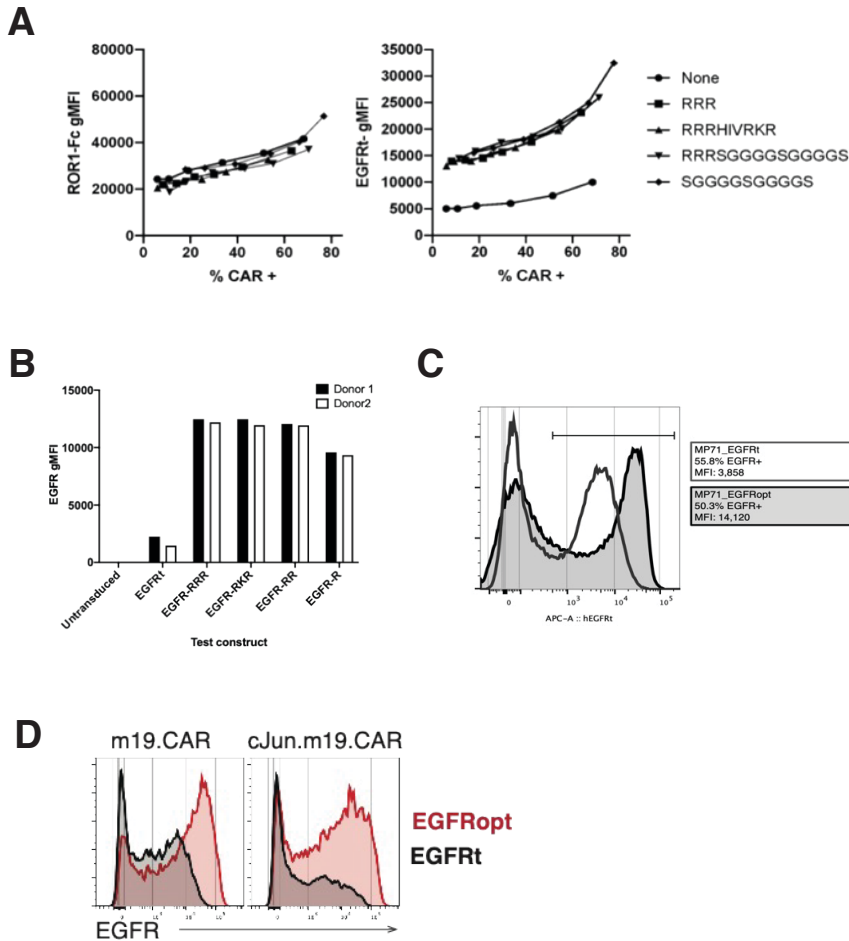 A
80000
60000
40000
20000
0
ROR1-Fc gMFI
0 20 40 60 80
% CAR +
35000
30000
25000
20000
15000
10000
5000
0
EGFRt- gMFI
0 20 40 60 80
% CAR +
None
RRR
RRRHIVRKR
RRRSGGGGSGGGGS
SGGGGSGGGGS
B
15000
10000
5000
0
EGFR gMFI
Donor 1
Donor2
Untransduced
EGFRt
EGFR-RRR
EGFR-RKR
EGFR-RR
EGFR-R
Test construct
C
0 10³ 10⁴ 10⁵
APC-A :: hEGFRt
MP71_EGFRt
55.8% EGFR+
MFI: 3,858
MP71_EGFRopt
50.3% EGFR+
MFI: 14,120
D
m19.CAR
cJun.m19.CAR
EGFRopt
EGFRt
EGFR